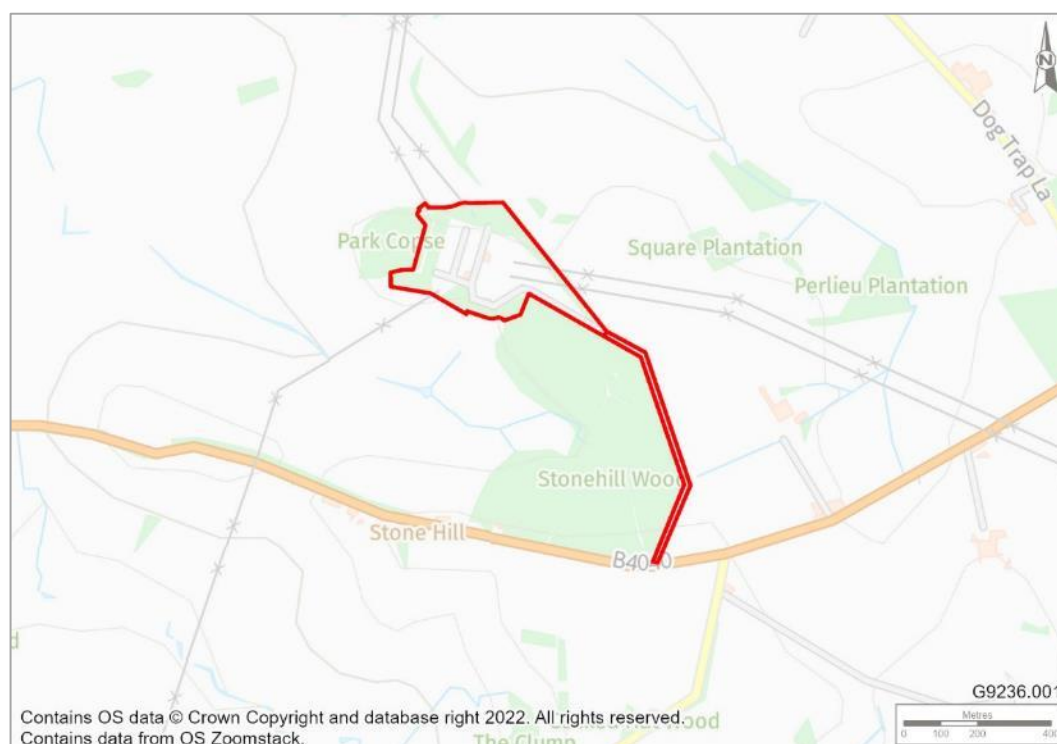 N
Dog Trap La
Park Copse
Square Plantation
Perlieu Plantation
Stonehill Wood
Stone Hill
d
Wood
The Clump
G9236.001
Contains OS data © Crown Copyright and database right 2022. All rights reserved.
Contains data from OS Zoomstack.
Metres
0 100 200 400